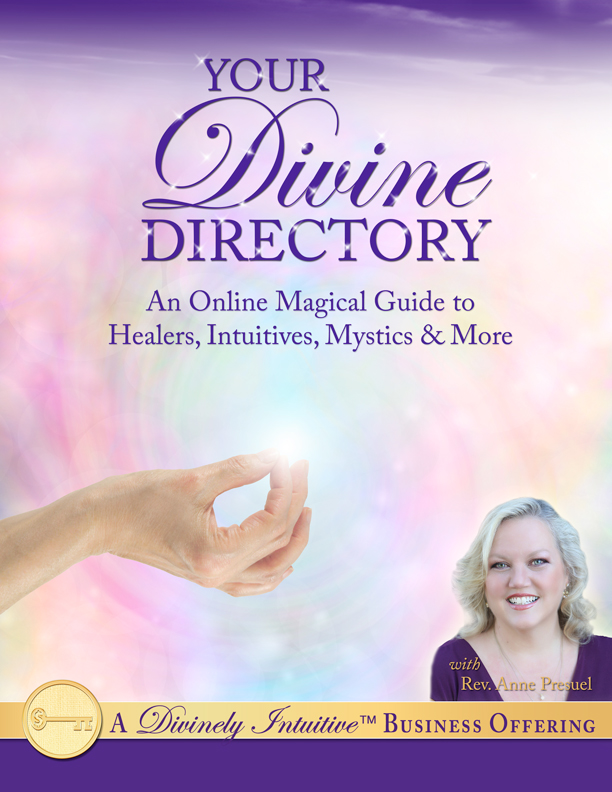 YOUR
Divine
DIRECTORY
An Online Magical Guide to
Healers, Intuitives, Mystics & More
with
Rev. Anne Presuel
A Divinely Intuitive™ BUSINESS OFFERING